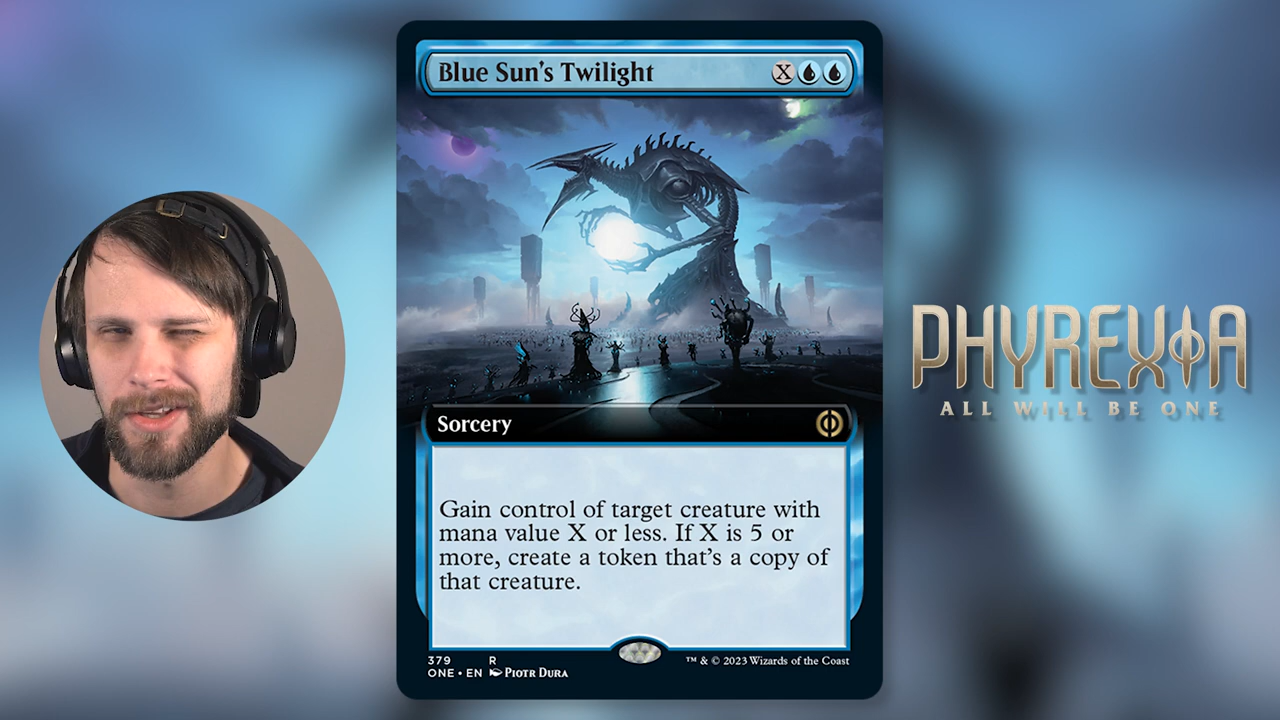 Blue Sun's Twilight
X
Sorcery
Gain control of target creature with
mana value X or less. If X is 5 or
more, create a token that's a copy of
that creature.
379 R
ONE • EN Piotr Dura
™ & © 2023 Wizards of the Coast
PHYREXIA
ALL WILL BE ONE